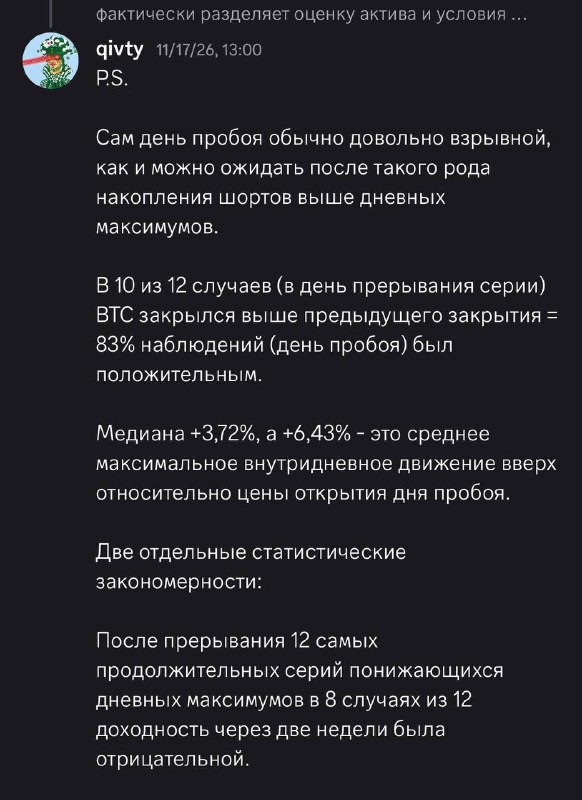 фактически разделяет оценку актива и условия ...
qivty 11/17/26, 13:00
P.S.
Сам день пробоя обычно довольно взрывной,
как и можно ожидать после такого рода
накопления шортов выше дневных
максимумов.
В 10 из 12 случаев (в день прерывания серии)
BTC закрылся выше предыдущего закрытия =
83% наблюдений (день пробоя) был
положительным.
Медиана +3,72%, а +6,43% - это среднее
максимальное внутридневное движение вверх
относительно цены открытия дня пробоя.
Две отдельные статистические
закономерности:
После прерывания 12 самых
продолжительных серий понижающихся
дневных максимумов в 8 случаях из 12
доходность через две недели была
отрицательной.